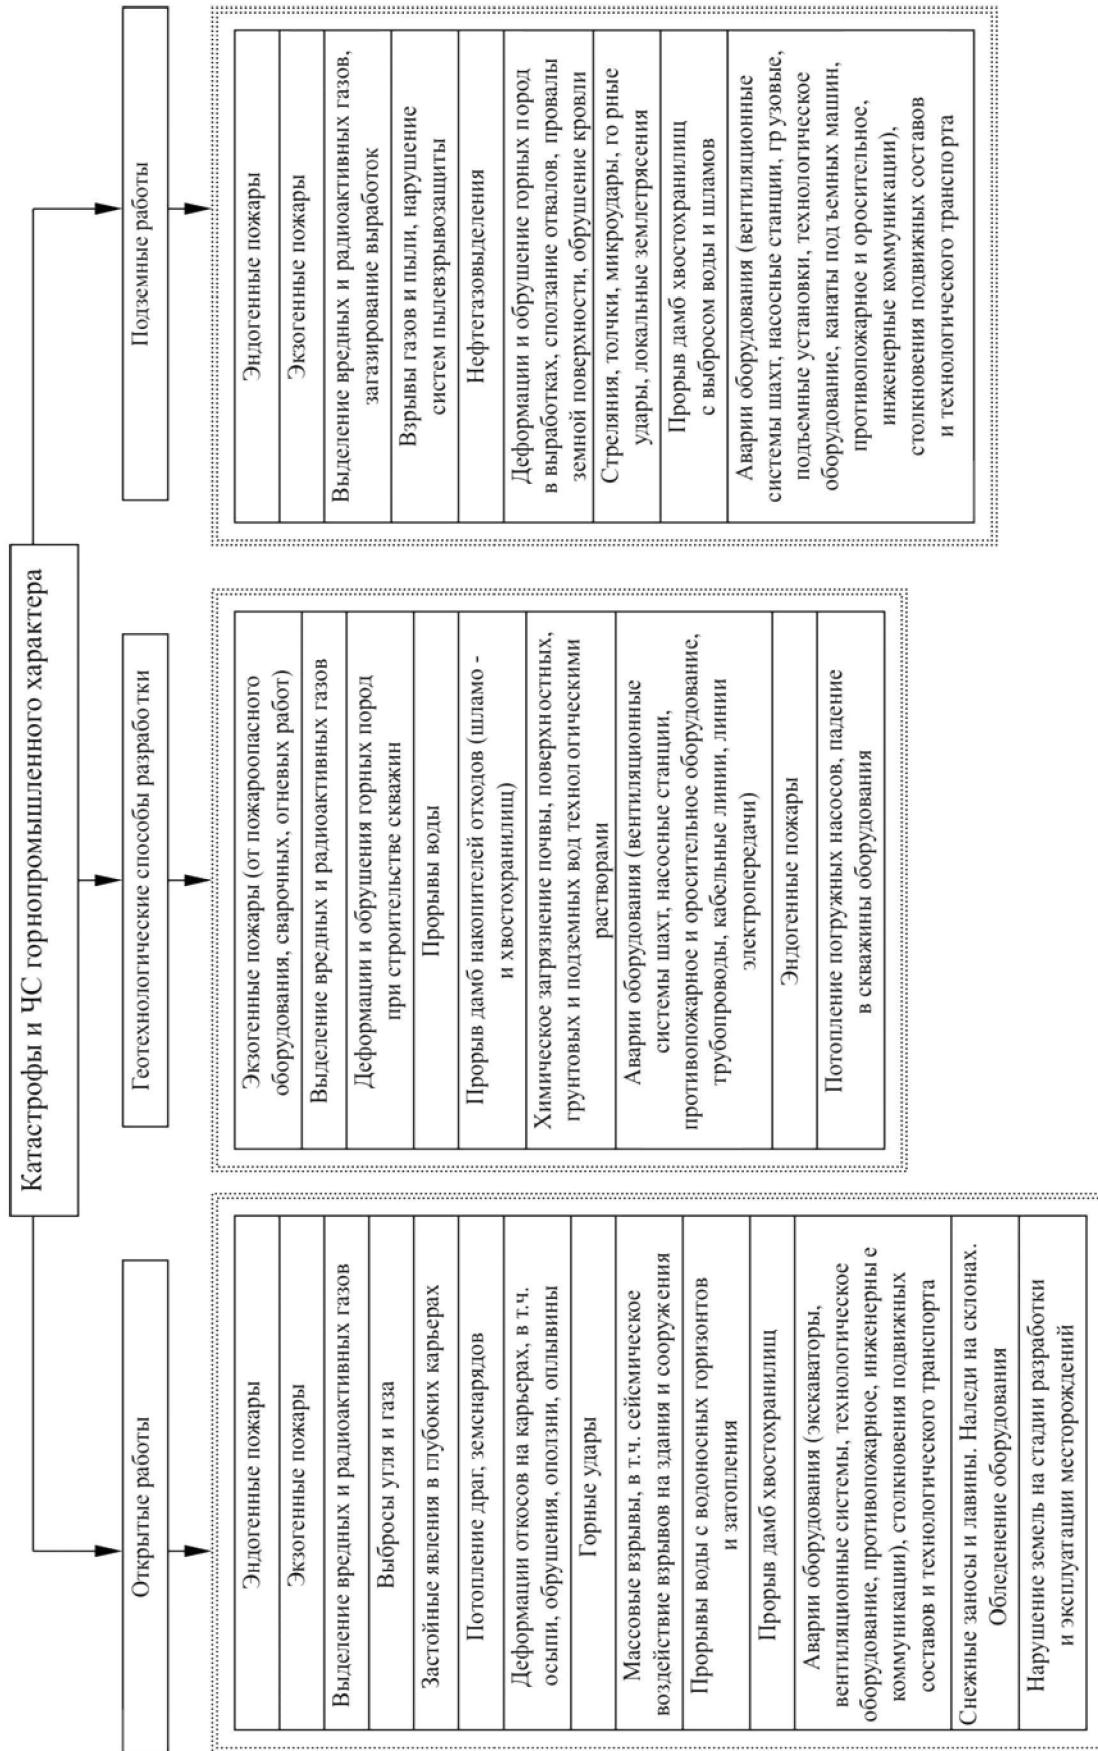 Катастрофы и ЧС горнопромышленного характера
Открытые работы
Эндогенные пожары
Экзогенные пожары
Выделение вредных и радиоактивных газов
Выбросы угля и газа
Застойные явления в глубоких карьерах
Потопление драг, земснарядов
Деформации откосов на карьерах, в т.ч.
осыпи, обрушения, оползни, оплывины
Горные удары
Массовые взрывы, в т.ч. сейсмическое
воздействие взрывов на здания и сооружения
Прорывы воды с водоносных горизонтов
и затопления
Прорыв дамб хвостохранилищ
Аварии оборудования (экскаваторы,
вентиляционные системы, технологическое
оборудование, противопожарное, инженерны е
коммуникации), столкновения подвижных
составов и технологического транспорта
Снежные заносы и лавины. Наледи на склонах.
Обледенение оборудования
Нарушение земель на стадии разработки
и эксплуатации месторождений
Геотехнологические способы разработки
Экзогенные пожары (от пожароопасного
оборудования, сварочных, огневых работ)
Выделение вредных и радиоактивных газов
Деформации и обрушения горных пород
при строительстве скважин
Прорывы воды
Прорыв дамб накопителей отходов (шламо -
и хвостохранилищ)
Химическое загрязнение почвы, поверхностных,
грунтовых и подземных вод технологическими
растворами
Аварии оборудования (вентиляционные
системы шахт, насосные станции,
противопожарное и оросительное оборудование,
трубопроводы, кабельные линии, линии
электропередачи)
Эндогенные пожары
Потопление погружных насосов, падение
в скважины оборудования
Подземные работы
Эндогенные пожары
Экзогенные пожары
Выделение вредных и радиоактивных газов,
загазирование выработок
Взрывы газов и пыли, нарушение
систем пылевзрывозащиты
Нефтегазовыделения
Деформации и обрушение горных пород
в выработках, сползание отвалов, провалы
земной поверхности, обрушение кровли
Стреляния, толчки, микроудары, го рные
удары, локальные землетрясения
Прорыв дамб хвостохранилищ
с выбросом воды и шламов
Аварии оборудования (вентиляционные
системы шахт, насосные станции, гр узовые,
подъемные установки, технологическое
оборудование, канаты подъемных машин,
противопожарное и оросительное,
инженерные коммуникации),
столкновения подвижных составов
и технологического транспорта